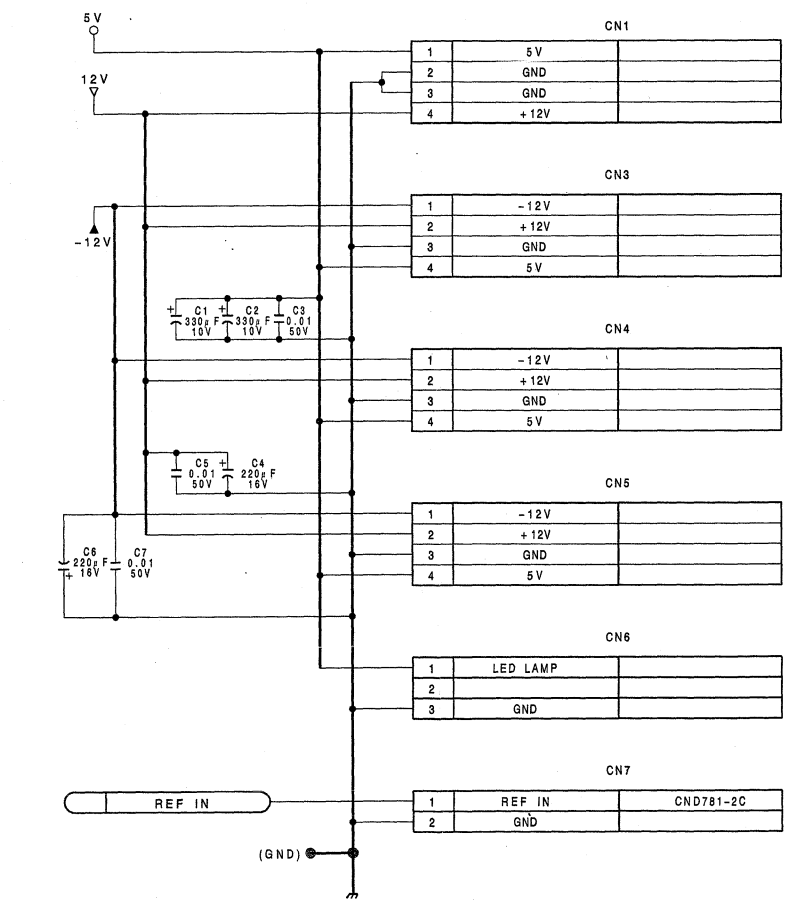 5V
12V
-12V
CN1
1 5V
2 GND
3 GND
4 +12V
CN3
1 -12V
2 +12V
3 GND
4 5V
+ C1 330μF 10V
+ C2 330μF 10V
C3 0.01 50V
CN4
1 -12V
2 +12V
3 GND
4 5V
C5 0.01 50V
+ C4 220μF 16V
CN5
1 -12V
2 +12V
3 GND
4 5V
C6 220μF 16V +
C7 0.01 50V
CN6
1 LED LAMP
2
3 GND
CN7
REF IN
1 REF IN CND781-2C
2 GND
(GND)